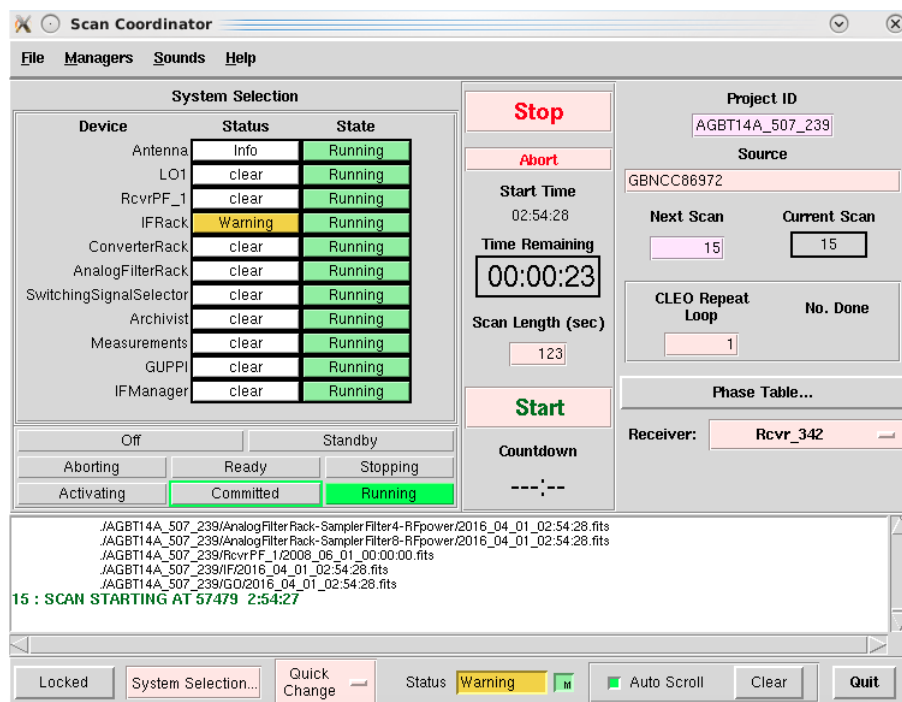 Scan Coordinator
File Managers Sounds Help
System Selection
Device Status State
Antenna Info Running
LO1 clear Running
RcvrPF_1 clear Running
IFRack Warning Running
ConverterRack clear Running
AnalogFilterRack clear Running
SwitchingSignalSelector clear Running
Archivist clear Running
Measurements clear Running
GUPPI clear Running
IFManager clear Running
Off Standby
Aborting Ready Stopping
Activating Committed Running
Stop
Abort
Start Time
02:54:28
Time Remaining
00:00:23
Scan Length (sec)
123
Start
Countdown
---:--
Project ID
AGBT14A_507_239
Source
GBNCC86972
Next Scan Current Scan
15 15
CLEO Repeat
Loop
No. Done
1
Phase Table...
Receiver: Rcvr_342
./AGBT14A_507_239/AnalogFilterRack-SamplerFilter4-RFpower/2016_04_01_02:54:28.fits
./AGBT14A_507_239/AnalogFilterRack-SamplerFilter8-RFpower/2016_04_01_02:54:28.fits
./AGBT14A_507_239/RcvrPF_1/2008_06_01_00:00:00.fits
./AGBT14A_507_239/IF/2016_04_01_02:54:28.fits
./AGBT14A_507_239/GO/2016_04_01_02:54:28.fits
15 : SCAN STARTING AT 57479 2:54:27
Locked System Selection... Quick
Change
Status Warning M Auto Scroll Clear Quit